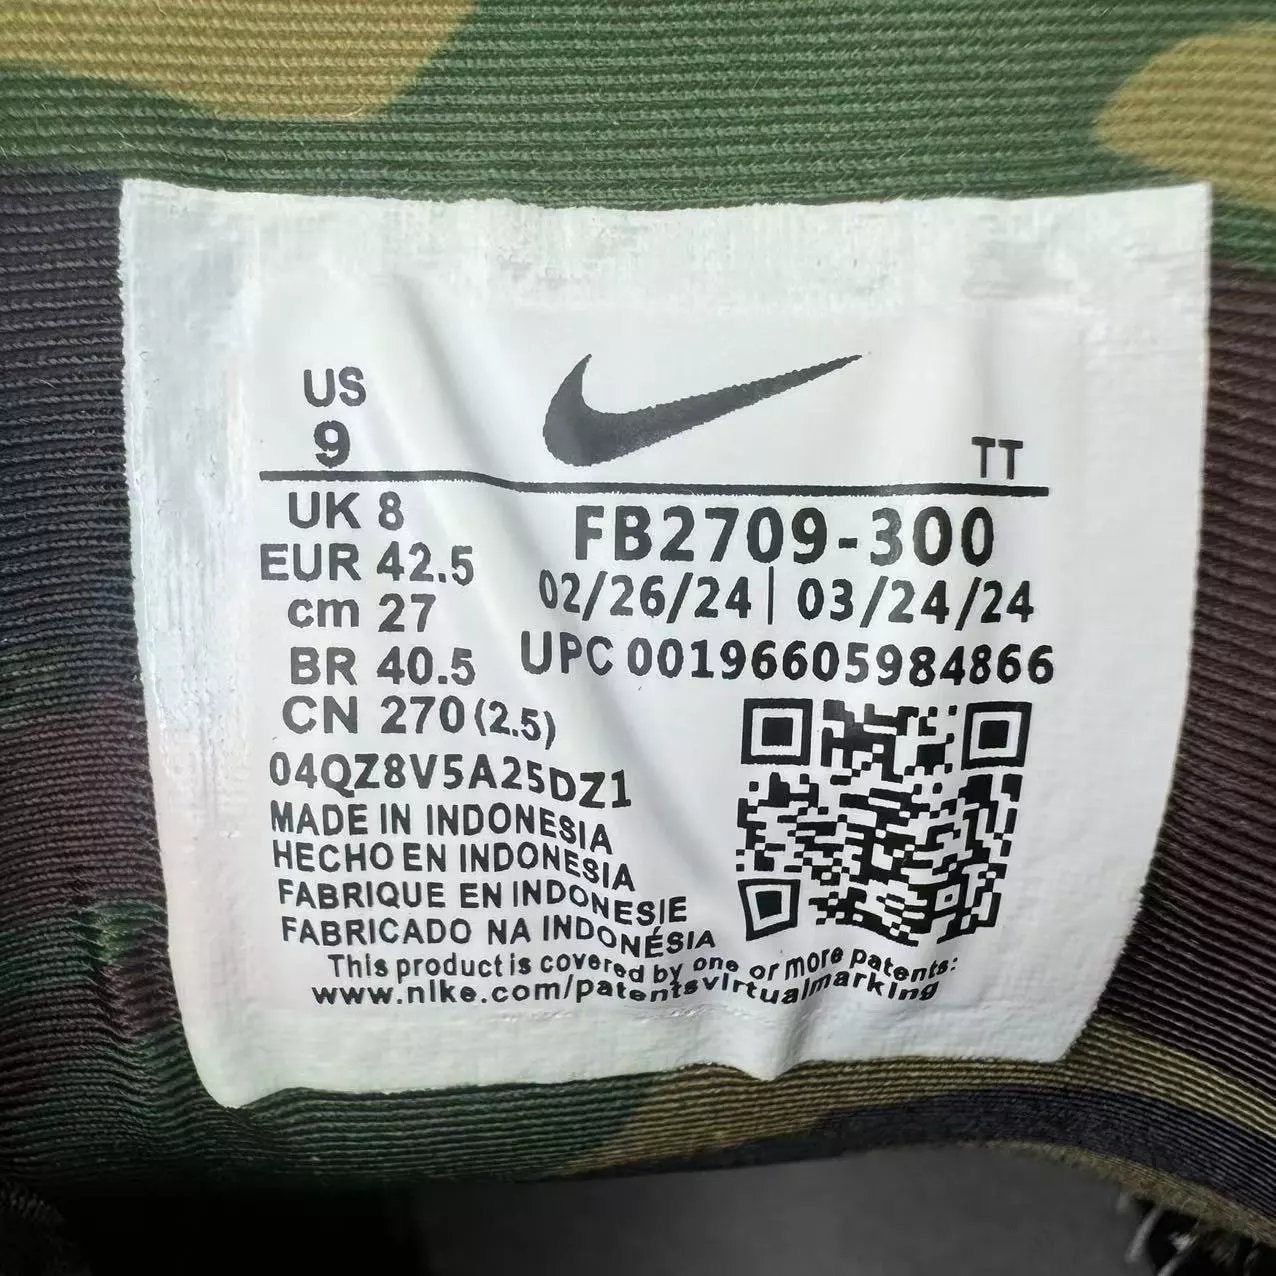 US
9
TT
UK 8
EUR 42.5
cm 27
BR 40.5
CN 270 (2.5)
FB2709-300
02/26/24 | 03/24/24
UPC 00196605984866
04QZ8V5A25DZ1
MADE IN INDONESIA
HECHO EN INDONESIA
FABRIQUE EN INDONESIE
FABRICADO NA INDONÉSIA
This product is covered by one or more patents:
www.nike.com/patentsvirtualmarking